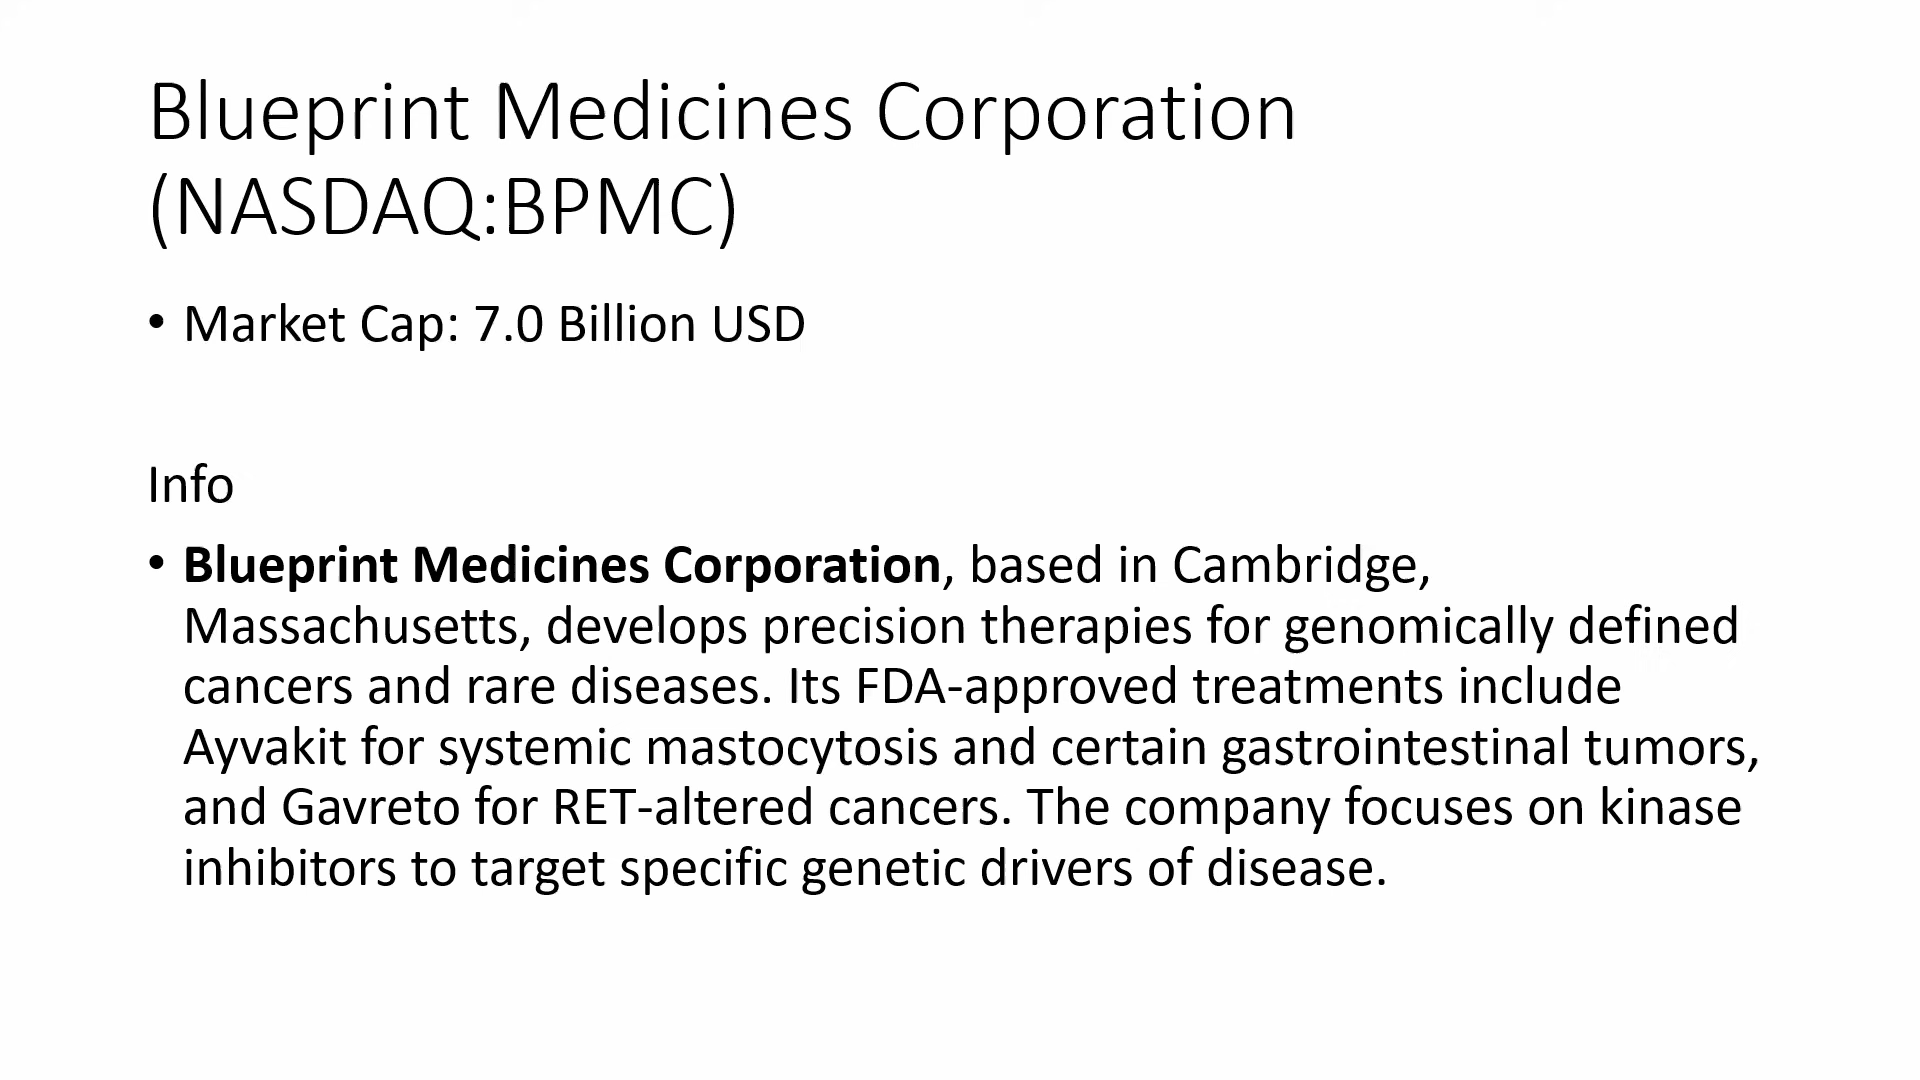 Blueprint Medicines Corporation
(NASDAQ:BPMC)
• Market Cap: 7.0 Billion USD
Info
• Blueprint Medicines Corporation, based in Cambridge,
Massachusetts, develops precision therapies for genomically defined
cancers and rare diseases. Its FDA-approved treatments include
Ayvakit for systemic mastocytosis and certain gastrointestinal tumors,
and Gavreto for RET-altered cancers. The company focuses on kinase
inhibitors to target specific genetic drivers of disease.